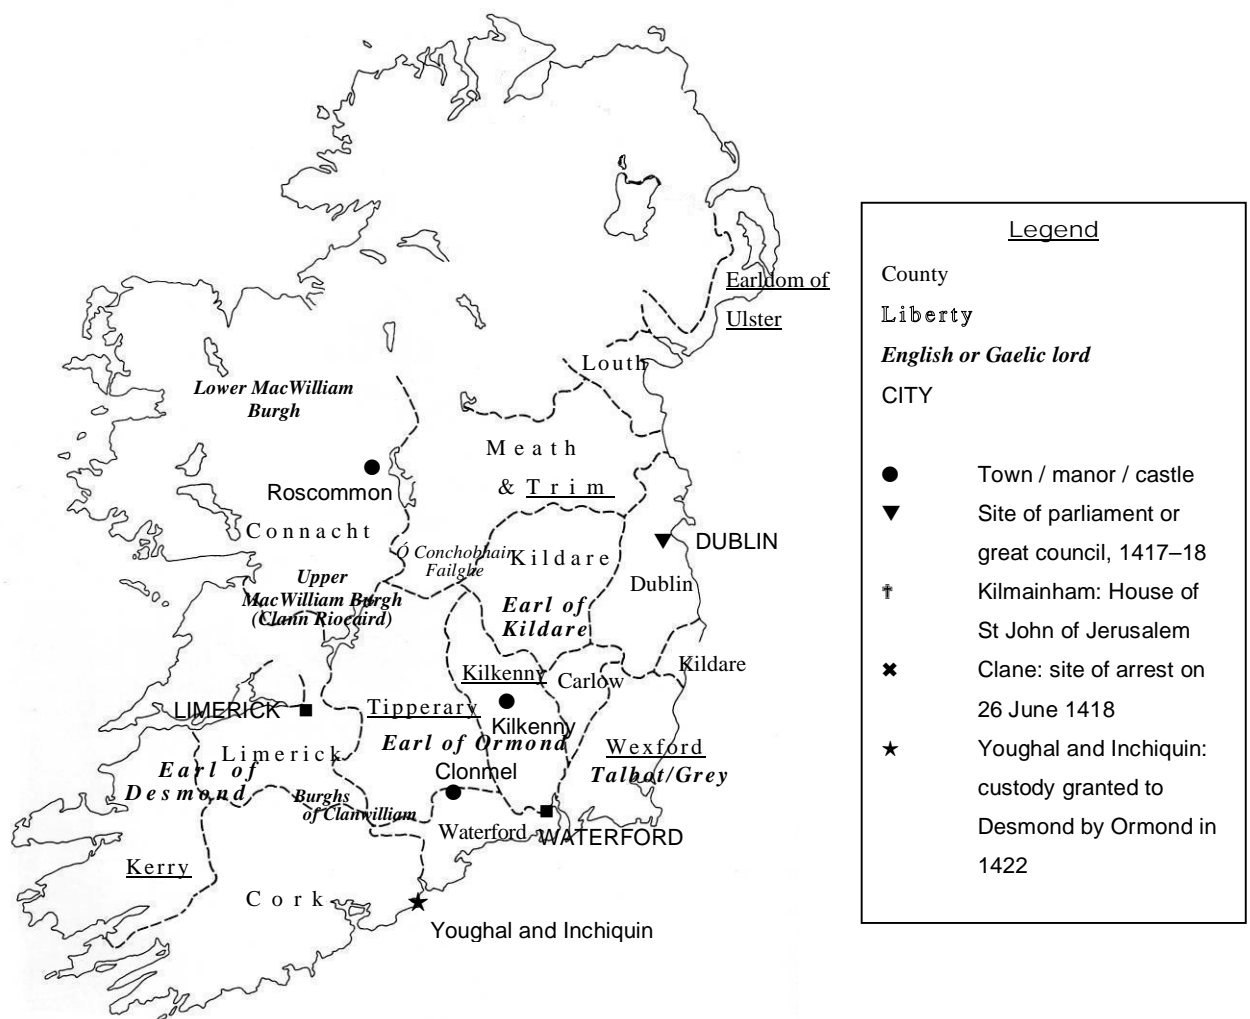 Earldom of
Ulster
Louth
Lower MacWilliam
Burgh
Meath
& Trim
Roscommon
Connacht
Ó Conchobhair
Failghe
Kildare
DUBLIN
Dublin
Upper
MacWilliam Burgh
(Clann Riocaird)
Earl of
Kildare
Kildare
Kilkenny
Carlow
LIMERICK
Tipperary
Kilkenny
Limerick
Earl of Ormond
Wexford
Talbot/Grey
Earl of
Desmond
Clonmel
Burghs
of Clanwilliam
Waterford
WATERFORD
Kerry
Cork
Youghal and Inchiquin
Legend
County
Liberty
English or Gaelic lord
CITY
Town / manor / castle
Site of parliament or
great council, 1417–18
Kilmainham: House of
St John of Jerusalem
Clane: site of arrest on
26 June 1418
Youghal and Inchiquin:
custody granted to
Desmond by Ormond in
1422